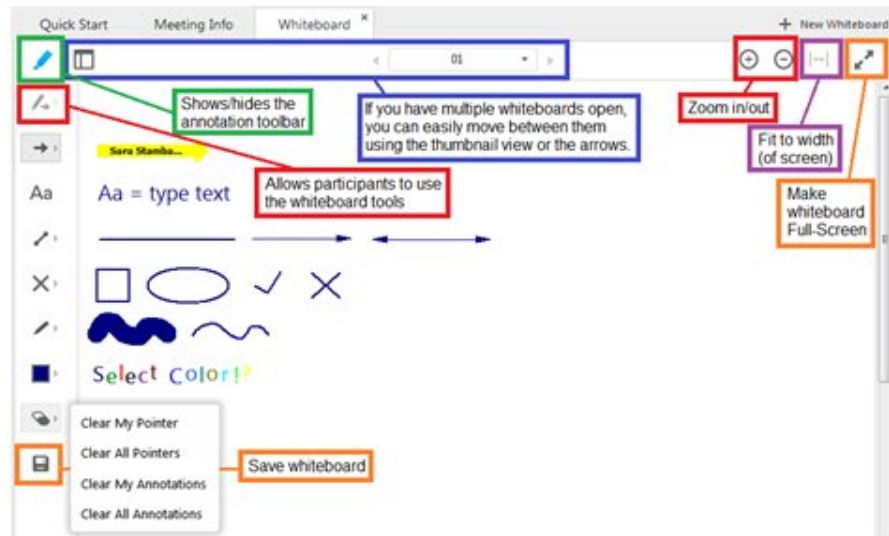 Quick Start Meeting Info Whiteboard × + New Whiteboard
01
Shows/hides the
annotation toolbar
If you have multiple whiteboards open,
you can easily move between them
using the thumbnail view or the arrows.
Zoom in/out
Fit to width
(of screen)
Make
whiteboard
Full-Screen
Sara Stamba...
Allows participants to use
the whiteboard tools
Aa
Aa = type text
Select Color!?
Clear My Pointer
Clear All Pointers
Clear My Annotations
Clear All Annotations
Save whiteboard